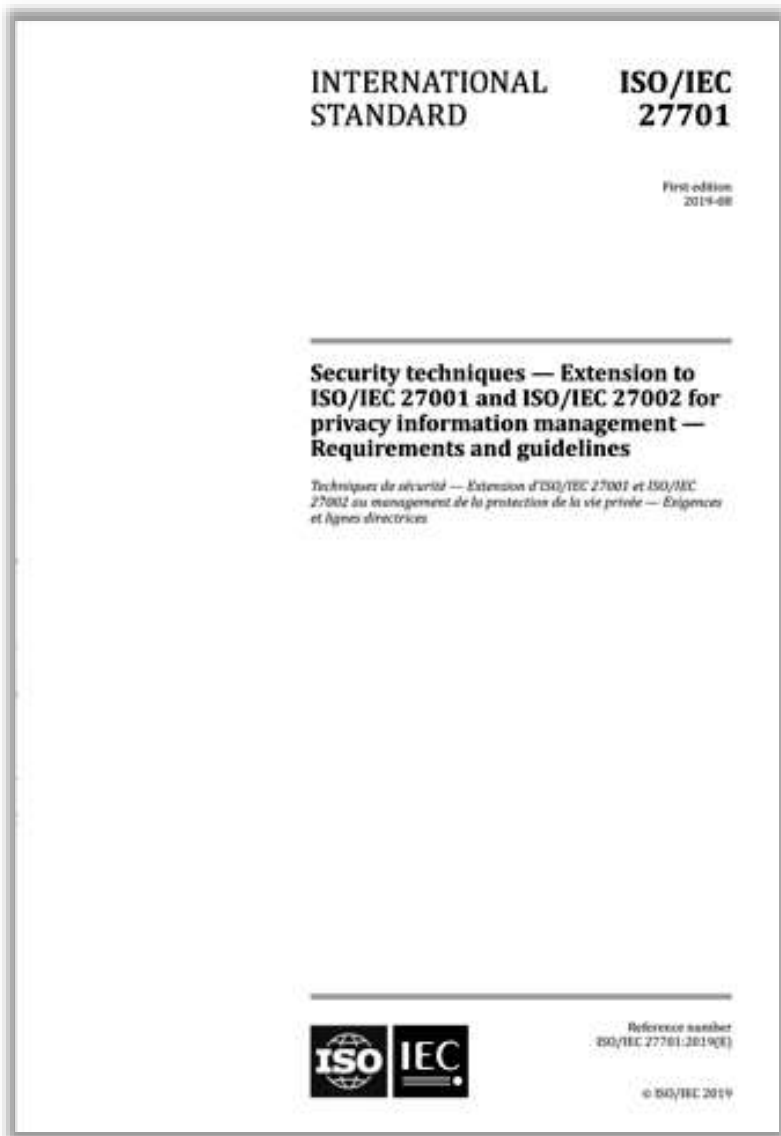 INTERNATIONAL STANDARD
ISO/IEC 27701
First edition
2019-08
Security techniques — Extension to
ISO/IEC 27001 and ISO/IEC 27002 for
privacy information management —
Requirements and guidelines
Techniques de sécurité — Extension d'ISO/IEC 27001 et ISO/IEC
27002 au management de la protection de la vie privée — Exigences
et lignes directrices
ISO IEC
Reference number
ISO/IEC 27701:2019(E)
© ISO/IEC 2019